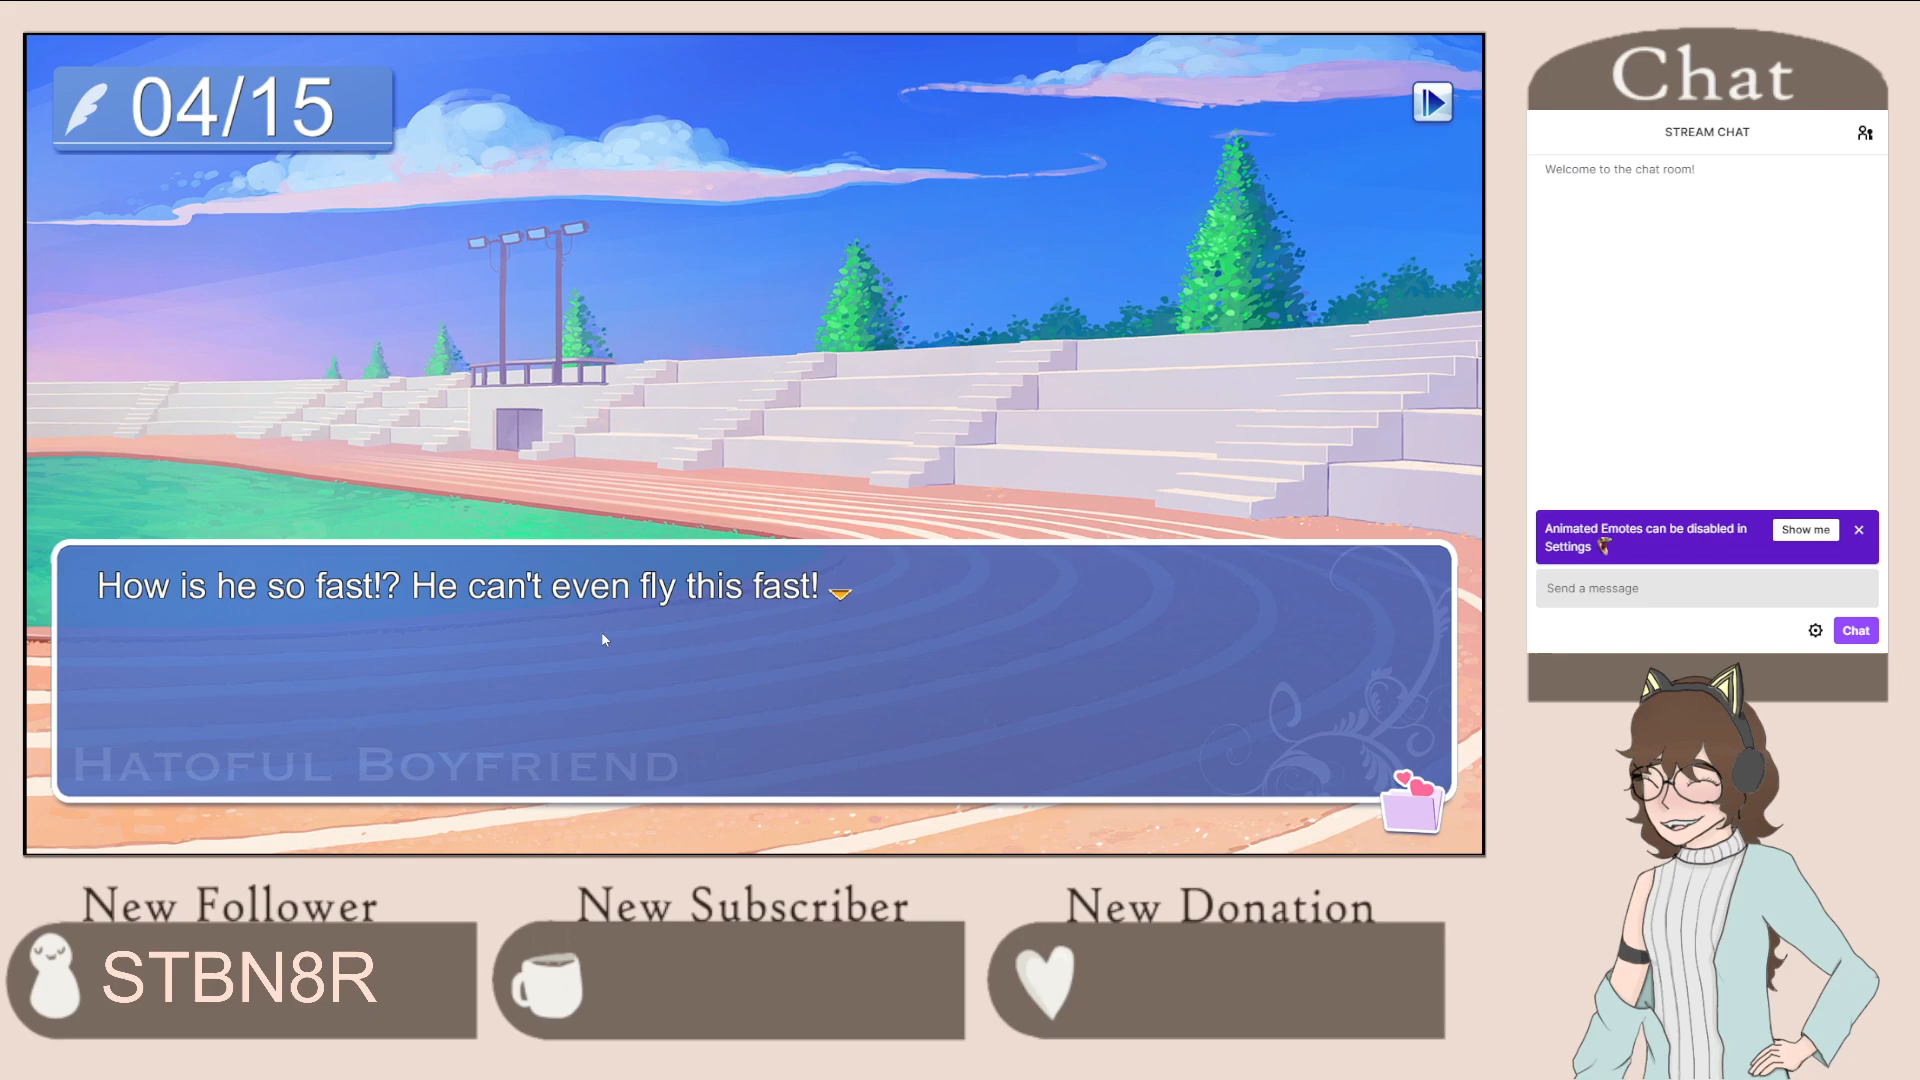 04/15
Chat
STREAM CHAT
Welcome to the chat room!
How is he so fast!? He can't even fly this fast!
HATOFUL BOYFRIEND
Animated Emotes can be disabled in
Settings
Show me
Send a message
Chat
New Follower
STBN8R
New Subscriber
New Donation